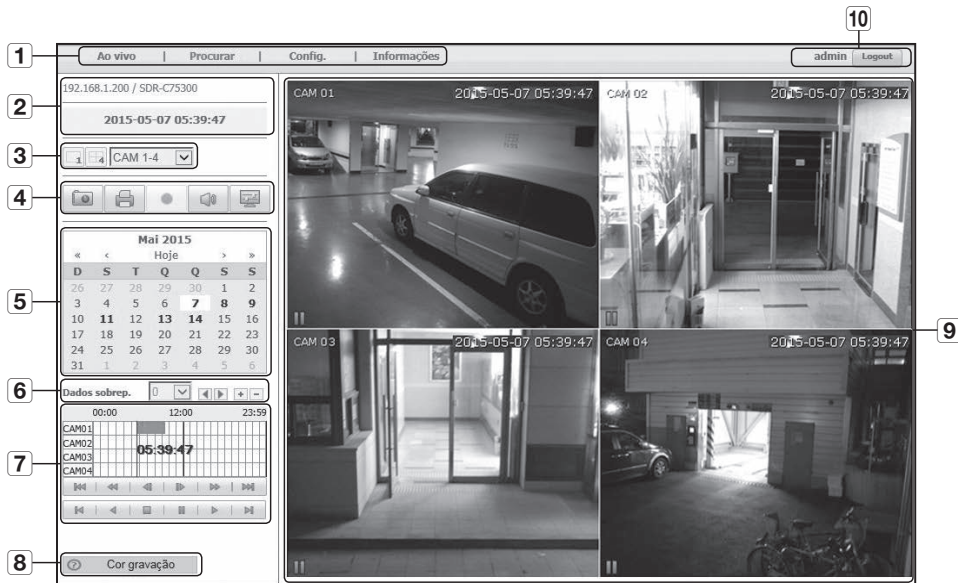 10
1 Ao vivo | Procurar | Config. | Informações admin Logout
2 192.168.1.200 / SDR-C75300
2015-05-07 05:39:47
3 1 4 CAM 1-4
4
5 Mai 2015
« ‹ Hoje › »
D S T Q Q S S
26 27 28 29 30 1 2
3 4 5 6 7 8 9
10 11 12 13 14 15 16
17 18 19 20 21 22 23
24 25 26 27 28 29 30
31 1 2 3 4 5 6
6 Dados sobrep. 0
7 00:00 12:00 23:59
CAM01
CAM02
05:39:47
CAM03
CAM04
8 Cor gravação
CAM 01 2015-05-07 05:39:47
CAM 02 2015-05-07 05:39:47
CAM 03 2015-05-07 05:39:47
CAM 04 2015-05-07 05:39:47
9